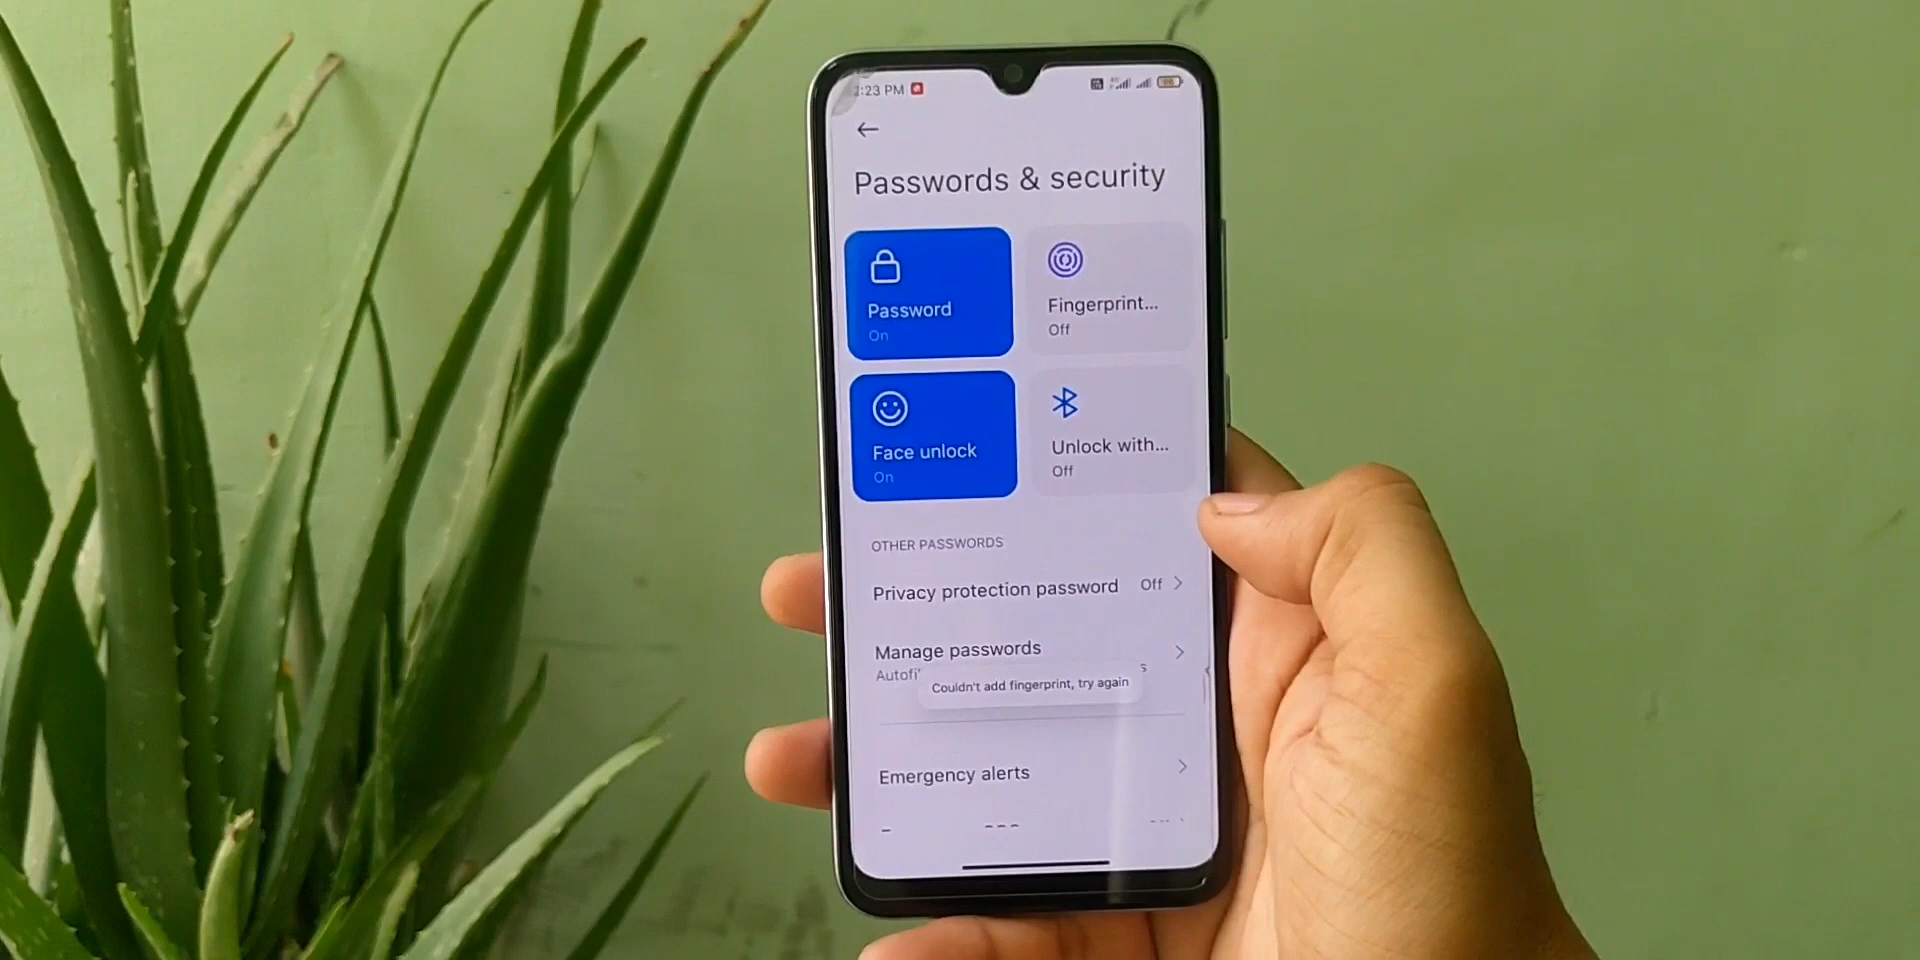 2:23 PM
Passwords & security
Password
On
Fingerprint...
Off
Face unlock
On
Unlock with...
Off
OTHER PASSWORDS
Privacy protection password Off
Manage passwords
Couldn't add fingerprint, try again
Emergency alerts